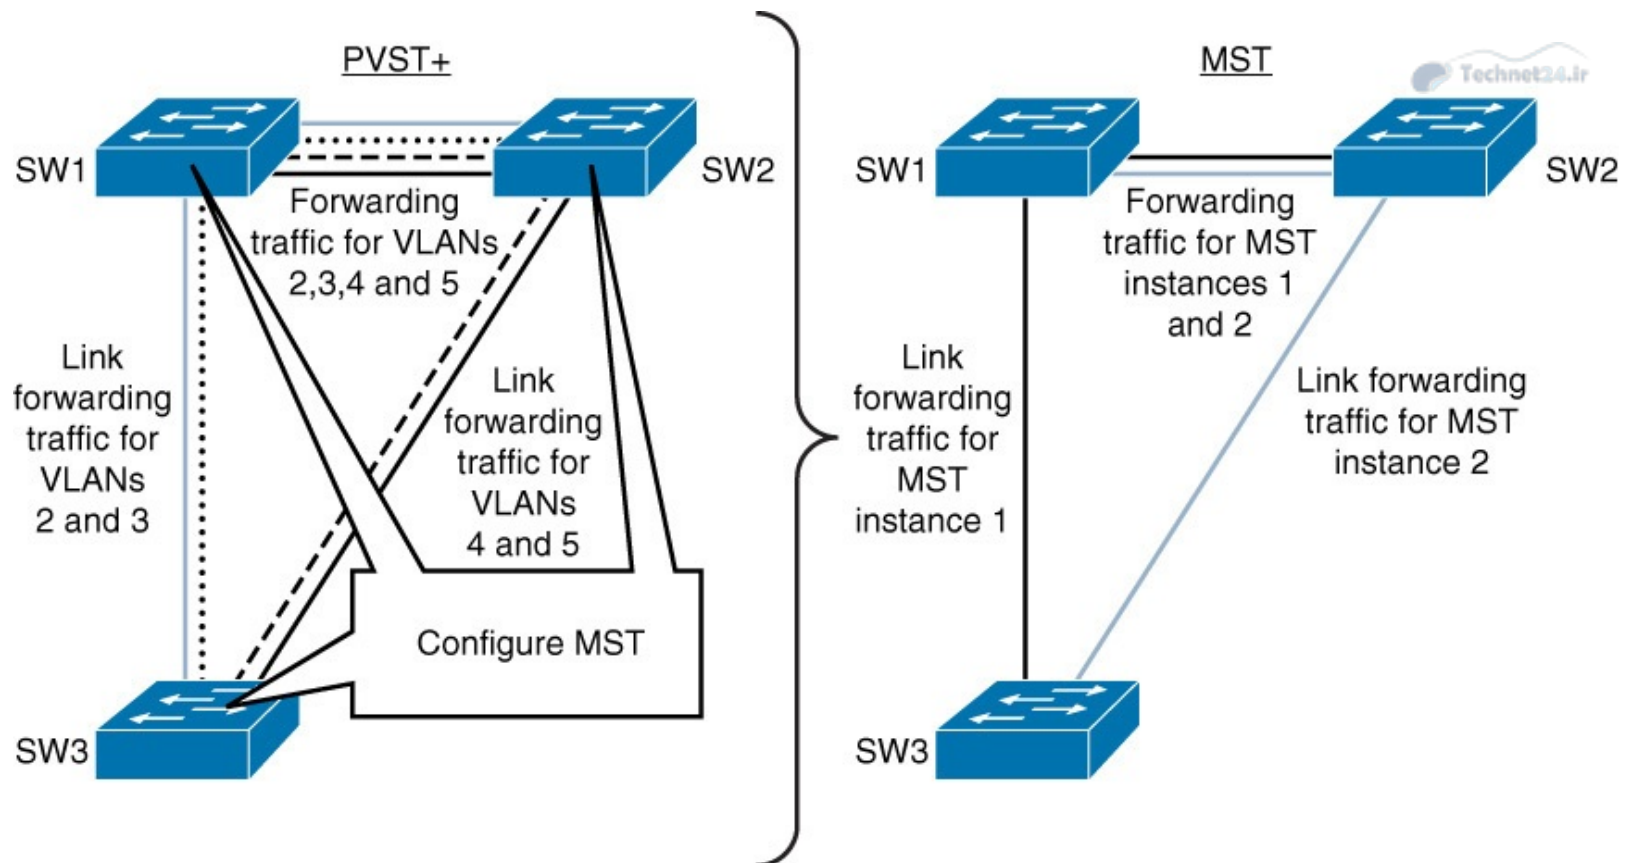 PVST+
SW1
SW2
Forwarding
traffic for VLANs
2,3,4 and 5
Link
forwarding
traffic for
VLANs
2 and 3
Link
forwarding
traffic for
VLANs
4 and 5
Configure MST
SW3
MST
Technet24.ir
SW1
SW2
Forwarding
traffic for MST
instances 1
and 2
Link
forwarding
traffic for
MST
instance 1
Link forwarding
traffic for MST
instance 2
SW3